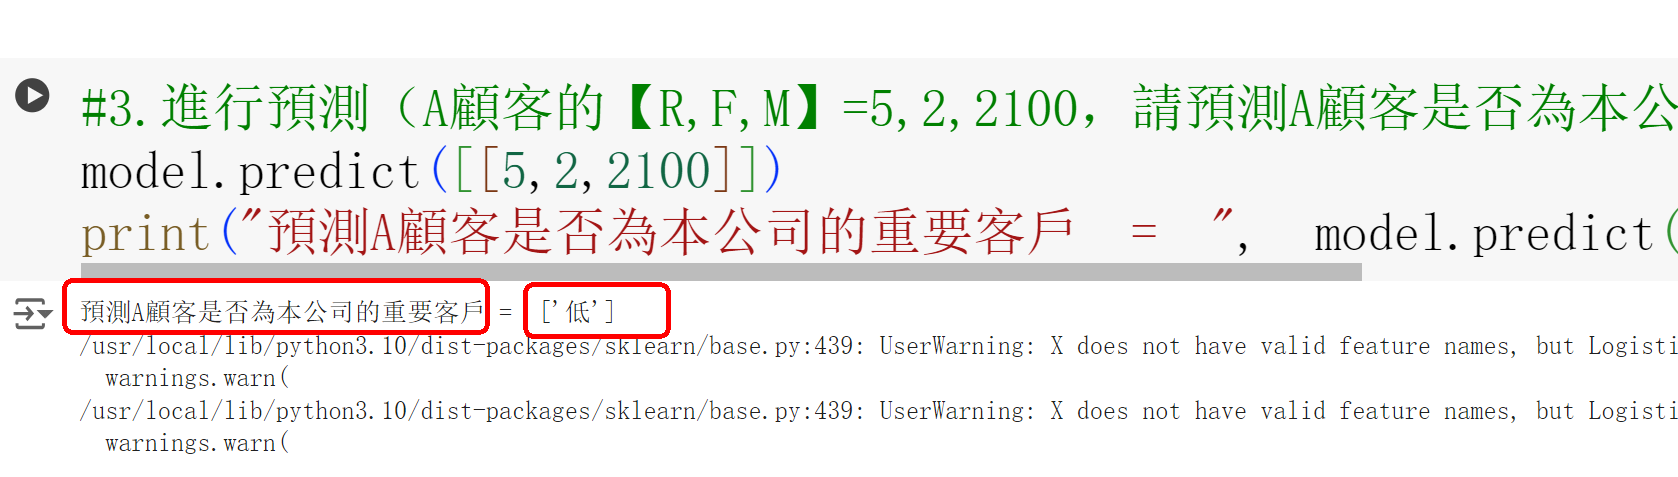 #3.進行預測（A顧客的【R,F,M】=5,2,2100，請預測A顧客是否為本公
model.predict([[5,2,2100]])
print("預測A顧客是否為本公司的重要客戶 = ", model.predict(
預測A顧客是否為本公司的重要客戶 = ['低']
/usr/local/lib/python3.10/dist-packages/sklearn/base.py:439: UserWarning: X does not have valid feature names, but Logisti
warnings.warn(
/usr/local/lib/python3.10/dist-packages/sklearn/base.py:439: UserWarning: X does not have valid feature names, but Logisti
warnings.warn(